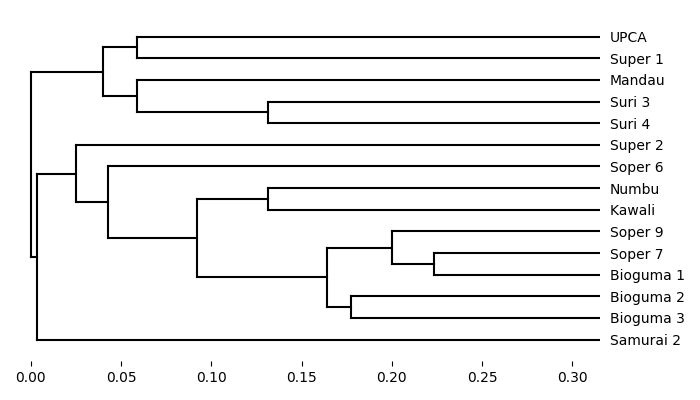 UPCA
Super 1
Mandau
Suri 3
Suri 4
Super 2
Soper 6
Numbu
Kawali
Soper 9
Soper 7
Bioguma 1
Bioguma 2
Bioguma 3
Samurai 2
0.00 0.05 0.10 0.15 0.20 0.25 0.30